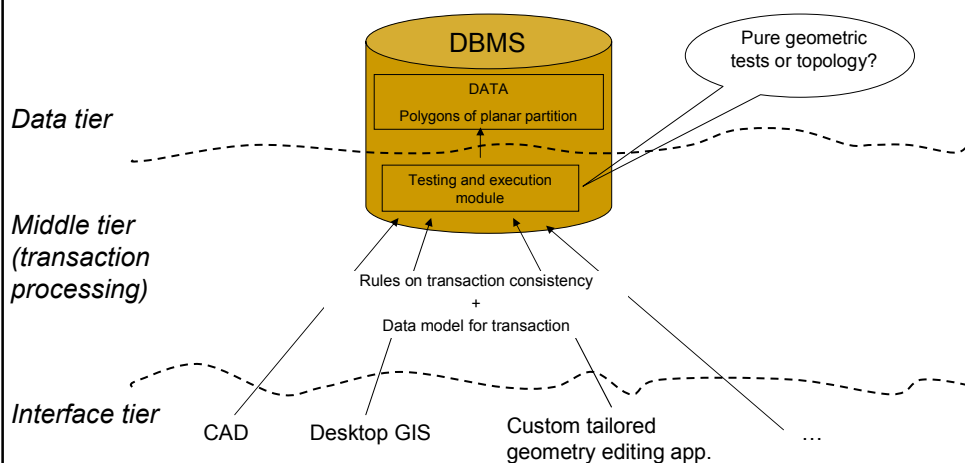 DBMS
Pure geometric
tests or topology?
DATA
Polygons of planar partition
Data tier
Testing and execution
module
Middle tier
(transaction
processing)
Rules on transaction consistency
+
Data model for transaction
Interface tier
CAD
Desktop GIS
Custom tailored
geometry editing app.
…